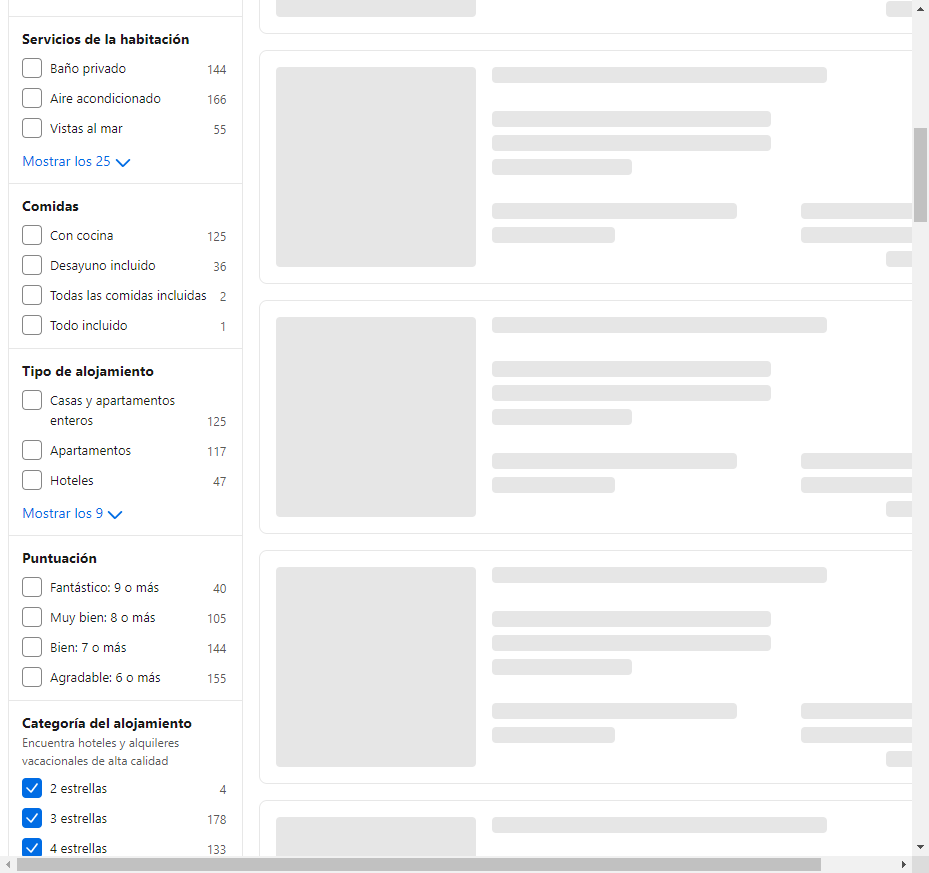 Servicios de la habitación
Baño privado 144
Aire acondicionado 166
Vistas al mar 55
Mostrar los 25
Comidas
Con cocina 125
Desayuno incluido 36
Todas las comidas incluidas 2
Todo incluido 1
Tipo de alojamiento
Casas y apartamentos
enteros 125
Apartamentos 117
Hoteles 47
Mostrar los 9
Puntuación
Fantástico: 9 o más 40
Muy bien: 8 o más 105
Bien: 7 o más 144
Agradable: 6 o más 155
Categoría del alojamiento
Encuentra hoteles y alquileres
vacacionales de alta calidad
2 estrellas 4
3 estrellas 178
4 estrellas 133